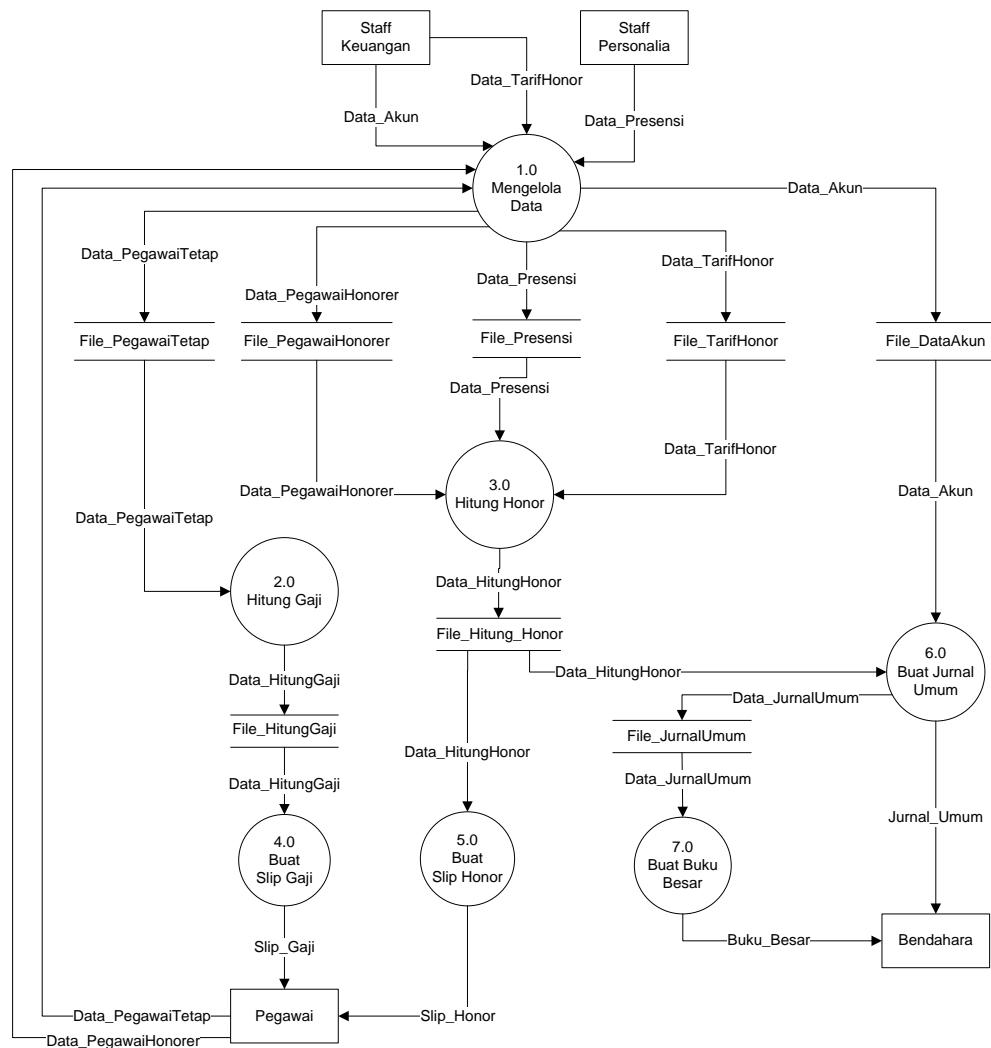 Staff
Keuangan
Staff
Personalia
Data_TarifHonor
Data_Akun
Data_Presensi
1.0
Mengelola
Data
Data_Akun
Data_PegawaiTetap
Data_TarifHonor
Data_Presensi
Data_PegawaiHonorer
File_PegawaiTetap
File_PegawaiHonorer
File_Presensi
File_TarifHonor
File_DataAkun
Data_Presensi
Data_TarifHonor
3.0
Hitung Honor
Data_PegawaiHonorer
Data_Akun
Data_PegawaiTetap
2.0
Hitung Gaji
Data_HitungHonor
File_Hitung_Honor
6.0
Buat Jurnal
Umum
Data_HitungHonor
Data_HitungGaji
Data_JurnalUmum
File_HitungGaji
File_JurnalUmum
Data_HitungHonor
Data_HitungGaji
Data_JurnalUmum
Jurnal_Umum
4.0
Buat
Slip Gaji
5.0
Buat
Slip Honor
7.0
Buat Buku
Besar
Slip_Gaji
Buku_Besar
Bendahara
Data_PegawaiTetap
Pegawai
Slip_Honor
Data_PegawaiHonorer